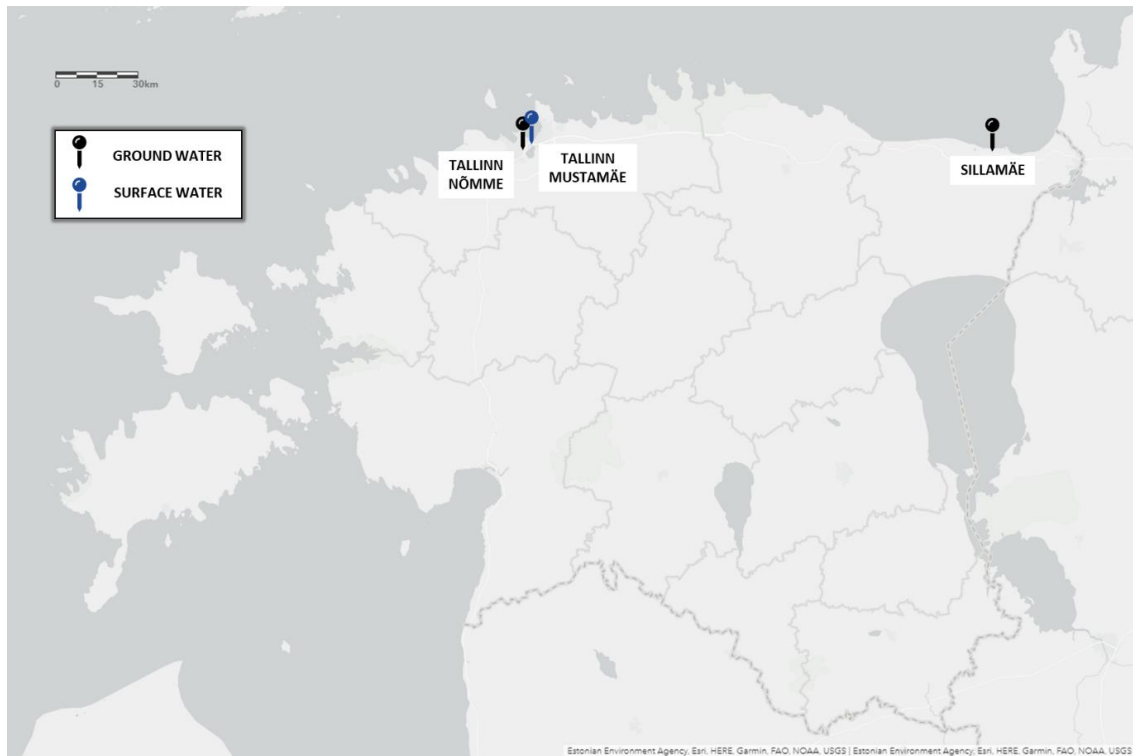 0 15 30km
GROUND WATER
SURFACE WATER
TALLINN
NÕMME
TALLINN
MUSTAMÄE
SILLAMÄE
Estonian Environment Agency, Esri, HERE, Garmin, FAO, NOAA, USGS | Estonian Environment Agency, Esri, HERE, Garmin, FAO, NOAA, USGS